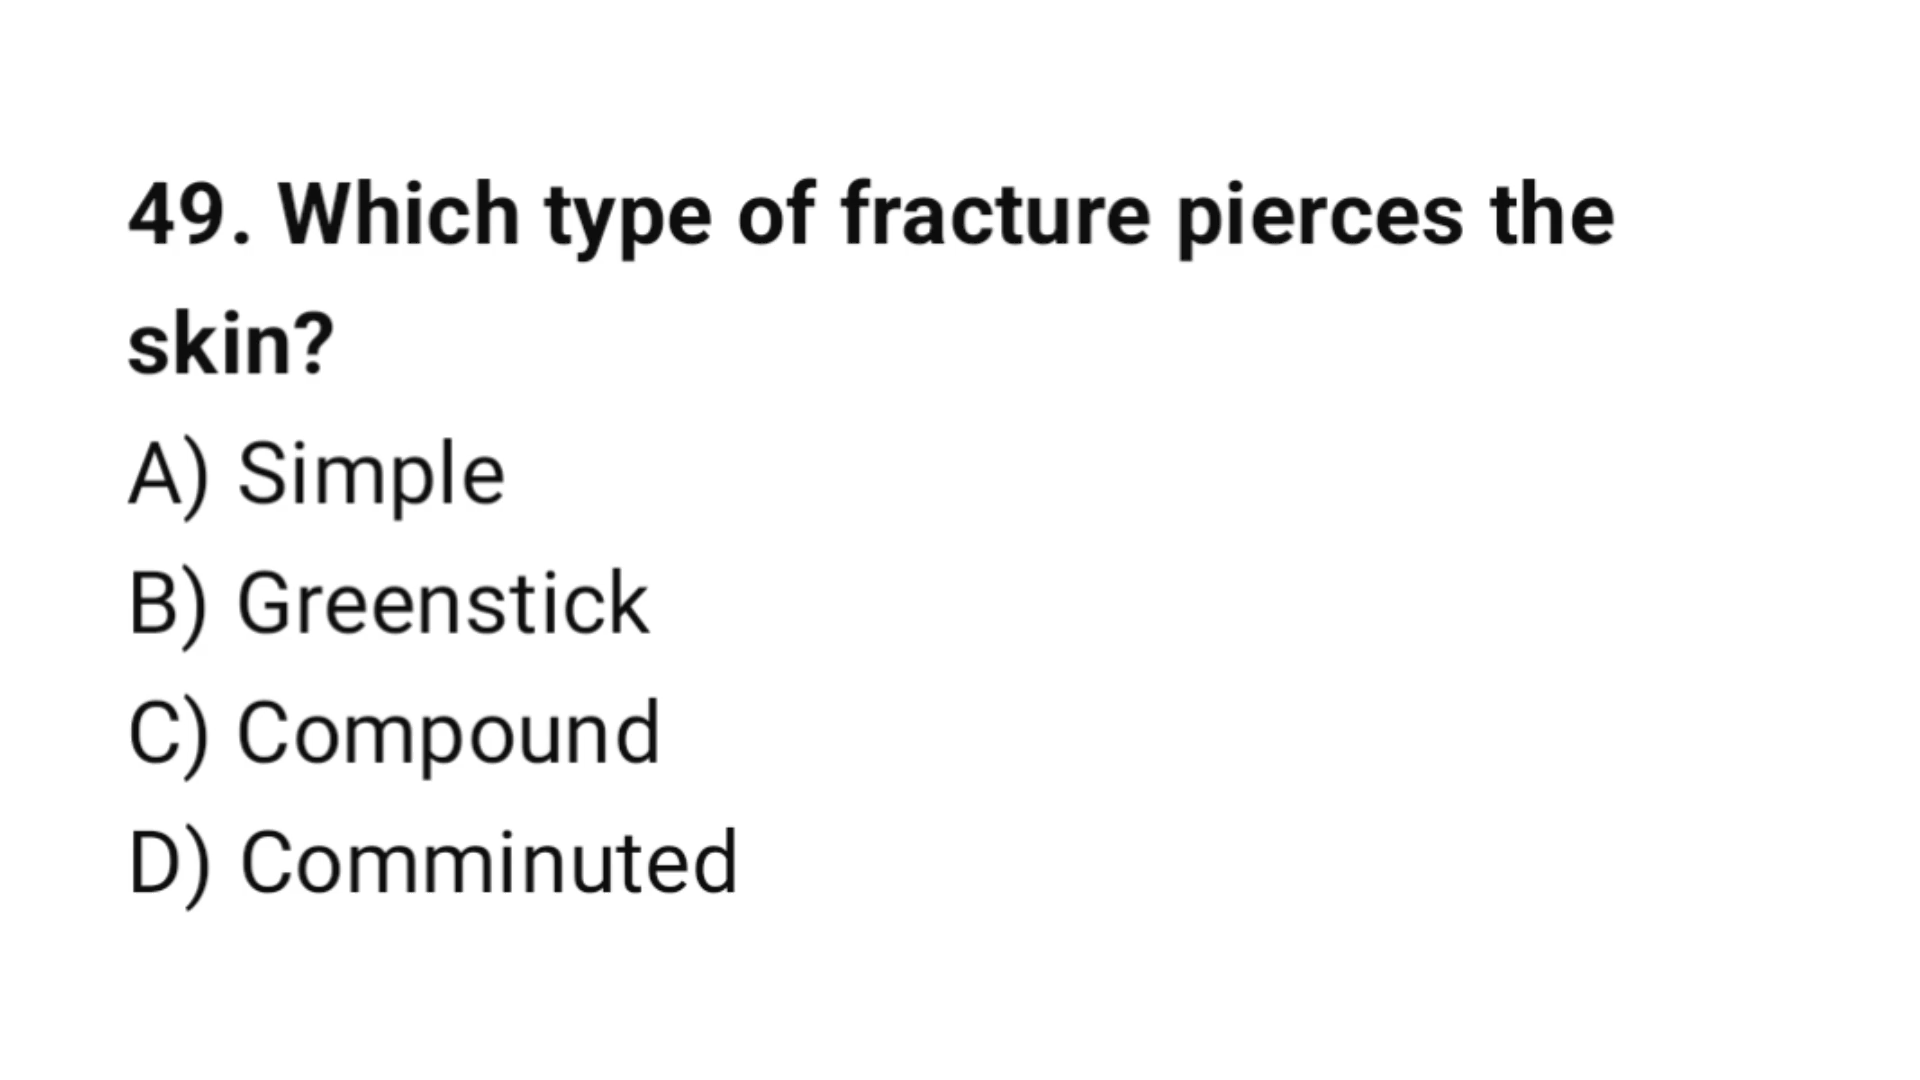 49. Which type of fracture pierces the
skin?
A) Simple
B) Greenstick
C) Compound
D) Comminuted